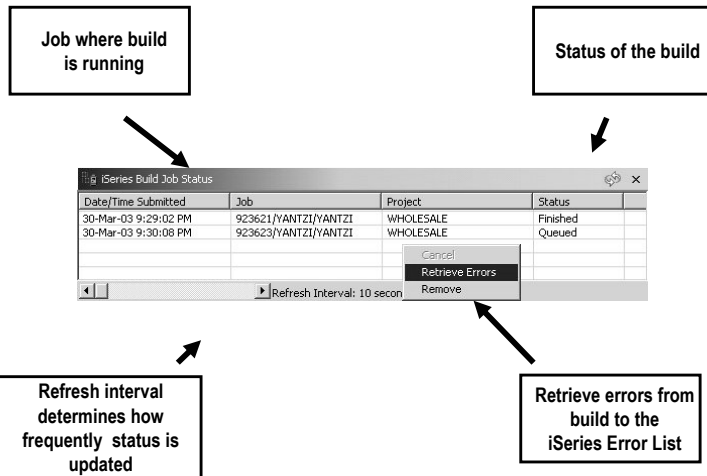 Job where build
is running
Status of the build
iSeries Build Job Status
Date/Time Submitted Job Project Status
30-Mar-03 9:29:02 PM 923621/YANTZI/YANTZI WHOLESALE Finished
30-Mar-03 9:30:08 PM 923623/YANTZI/YANTZI WHOLESALE Queued
Cancel
Retrieve Errors
Remove
Refresh Interval: 10 secon
Refresh interval
determines how
frequently status is
updated
Retrieve errors from
build to the
iSeries Error List